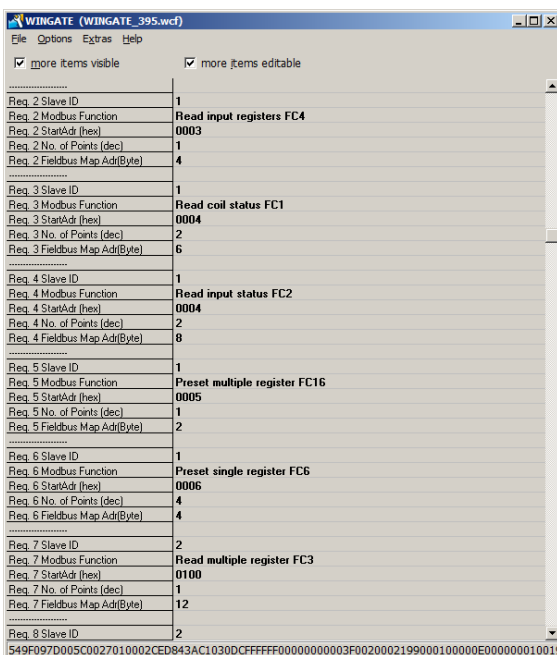 WINGATE (WINGATE_395.wcf)
File Options Extras Help
more items visible more items editable
--------------------
Req. 2 Slave ID 1
Req. 2 Modbus Function Read input registers FC4
Req. 2 StartAdr (hex) 0003
Req. 2 No. of Points (dec) 1
Req. 2 Fieldbus Map Adr(Byte) 4
--------------------
Req. 3 Slave ID 1
Req. 3 Modbus Function Read coil status FC1
Req. 3 StartAdr (hex) 0004
Req. 3 No. of Points (dec) 2
Req. 3 Fieldbus Map Adr(Byte) 6
--------------------
Req. 4 Slave ID 1
Req. 4 Modbus Function Read input status FC2
Req. 4 StartAdr (hex) 0004
Req. 4 No. of Points (dec) 2
Req. 4 Fieldbus Map Adr(Byte) 8
--------------------
Req. 5 Slave ID 1
Req. 5 Modbus Function Preset multiple register FC16
Req. 5 StartAdr (hex) 0005
Req. 5 No. of Points (dec) 1
Req. 5 Fieldbus Map Adr(Byte) 2
--------------------
Req. 6 Slave ID 1
Req. 6 Modbus Function Preset single register FC6
Req. 6 StartAdr (hex) 0006
Req. 6 No. of Points (dec) 4
Req. 6 Fieldbus Map Adr(Byte) 4
--------------------
Req. 7 Slave ID 2
Req. 7 Modbus Function Read multiple register FC3
Req. 7 StartAdr (hex) 0100
Req. 7 No. of Points (dec) 1
Req. 7 Fieldbus Map Adr(Byte) 12
--------------------
Req. 8 Slave ID 2